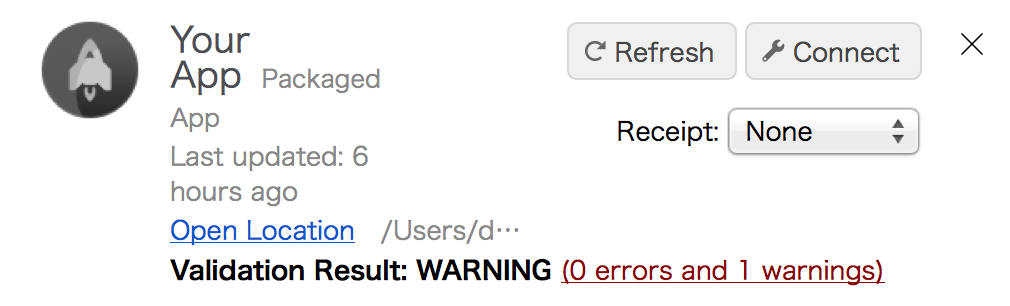 Your
App Packaged
App
Last updated: 6
hours ago
Open Location /Users/d…
Validation Result: WARNING (0 errors and 1 warnings)
Refresh
Connect
Receipt: None